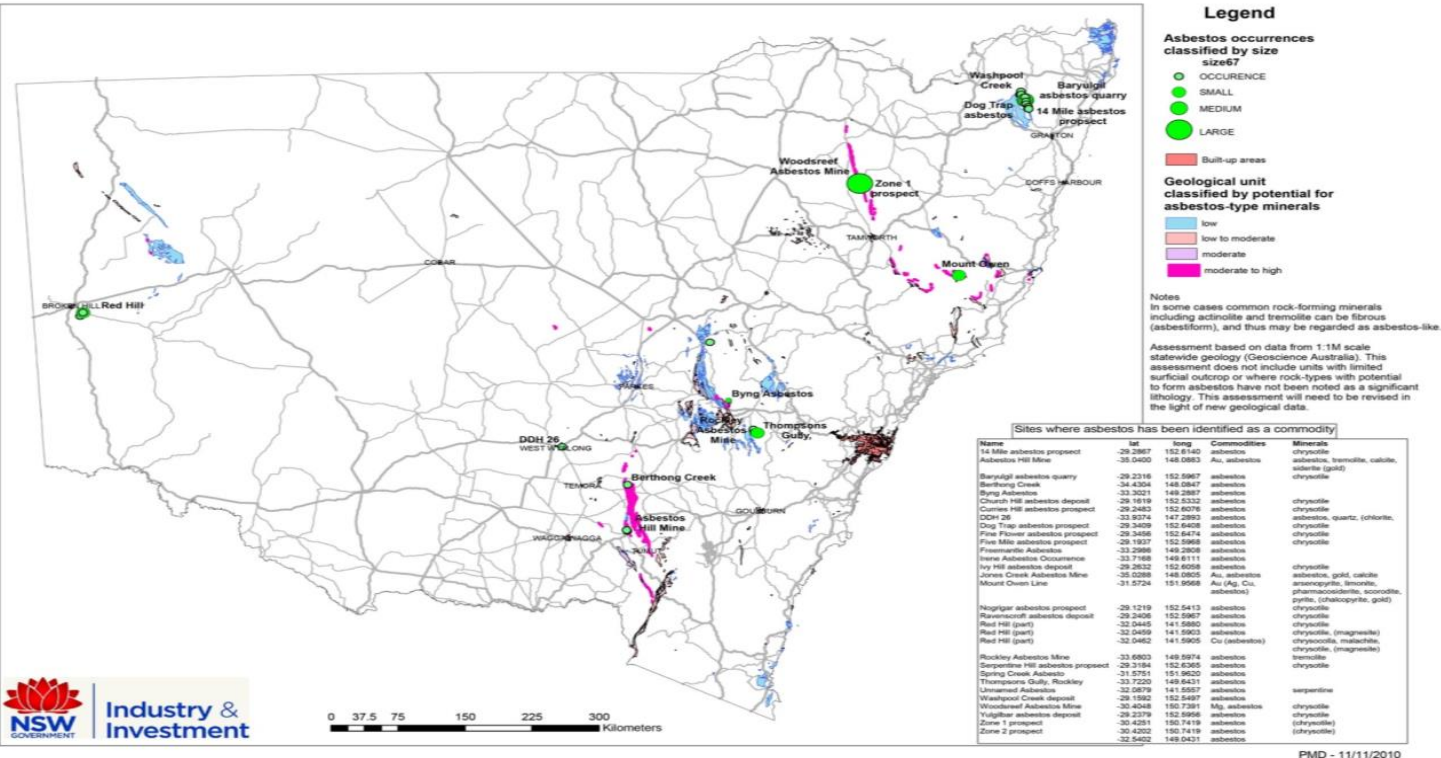 Legend
Asbestos occurrences
classified by size
size67
OCCURENCE
SMALL
MEDIUM
LARGE
Built-up areas
Geological unit
classified by potential for
asbestos-type minerals
low
low to moderate
moderate
moderate to high
Notes
In some cases common rock-forming minerals
including actinolite and tremolite can be fibrous
(asbestiform), and thus may be regarded as asbestos-like.
Assessment based on data from 1:1M scale
statewide geology (Geoscience Australia). This
assessment does not include units with limited
surficial outcrop or where rock-types with potential
to form asbestos have not been noted as a significant
lithology. This assessment will need to be revised in
the light of new geological data.
Washpool
Creek
Baryulgil
asbestos quarry
Dog Trap
asbestos
14 Mile asbestos
propsect
GRAFTON
Woodsreef
Asbestos Mine
Zone 1
prospect
COFFS HARBOUR
TAMWORTH
Mount Owen
COBAR
BROKEN HILL
Red Hill
PARKES
Byng Asbestos
Rockley
Asbestos
Mine
Thompsons
Gully,
DDH 26
WEST WYALONG
Berthong Creek
TEMORA
GOULBURN
Asbestos
Hill Mine
WAGGA WAGGA
TUMUT
Sites where asbestos has been identified as a commodity
Name lat long Commodities Minerals
14 Mile asbestos propsect -29.2867 152.6140 asbestos chrysotile
Asbestos Hill Mine -35.0400 148.0883 Au, asbestos asbestos, tremolite, calcite,
siderite (gold)
Baryulgil asbestos quarry -29.2316 152.5967 asbestos chrysotile
Berthong Creek -34.4304 148.0847 asbestos
Byng Asbestos -33.3021 149.2887 asbestos
Church Hill asbestos deposit -29.1619 152.5332 asbestos chrysotile
Curries Hill asbestos prospect -29.2483 152.6076 asbestos chrysotile
DDH 26 -33.9374 147.2893 asbestos asbestos, quartz, (chlorite,
Dog Trap asbestos prospect -29.3409 152.6408 asbestos chrysotile
Fine Flower asbestos prospect -29.3456 152.6474 asbestos chrysotile
Five Mile asbestos prospect -29.1937 152.5968 asbestos chrysotile
Freemantle Asbestos -33.2986 149.2808 asbestos
Irene Asbestos Occurrence -33.7168 149.6111 asbestos
Ivy Hill asbestos deposit -29.2632 152.6058 asbestos chrysotile
Jones Creek Asbestos Mine -35.0288 148.0805 Au, asbestos asbestos, gold, calcite
Mount Owen Line -31.5724 151.9568 Au (Ag, Cu, arsenopyrite, limonite,
asbestos) pharmacosiderite, scorodite,
pyrite, (chalcopyrite, gold)
Nogrigar asbestos prospect -29.1219 152.5413 asbestos chrysotile
Ravenscroft asbestos deposit -29.2406 152.5967 asbestos chrysotile
Red Hill (part) -32.0445 141.5880 asbestos chrysotile
Red Hill (part) -32.0459 141.5903 asbestos chrysotile, (magnesite)
Red Hill (part) -32.0462 141.5905 Cu (asbestos) chrysocolla, malachite,
chrysotile, (magnesite)
Rockley Asbestos Mine -33.6803 149.5974 asbestos tremolite
Serpentine Hill asbestos propsect -29.3184 152.6365 asbestos chrysotile
Spring Creek Asbesto -31.5751 151.9620 asbestos
Thompsons Gully, Rockley -33.7220 149.6431 asbestos
Unnamed Asbestos -32.0879 141.5557 asbestos serpentine
Washpool Creek deposit -29.1592 152.5497 asbestos
Woodsreef Asbestos Mine -30.4048 150.7391 Mg, asbestos chrysotile
Yulgilbar asbestos deposit -29.2379 152.5956 asbestos chrysotile
Zone 1 prospect -30.4251 150.7419 asbestos (chrysotile)
Zone 2 prospect -30.4202 150.7419 asbestos (chrysotile)
-32.5402 149.0431 asbestos
NSW
GOVERNMENT
Industry &
Investment
0 37.5 75 150 225 300
Kilometers
PMD - 11/11/2010